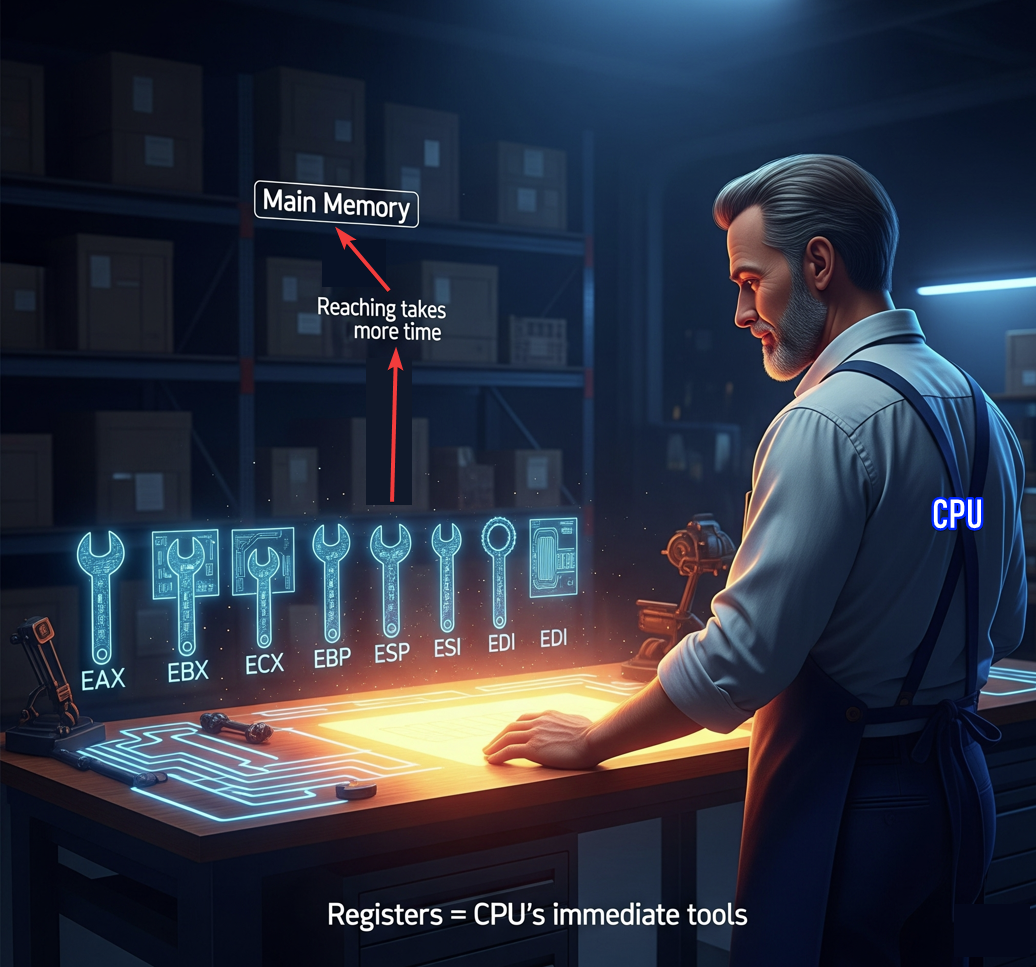 Main Memory
Reaching takes
more time
CPU
EAX
EBX
ECX
EBP
ESP
ESI
EDI
EDI
Registers = CPU's immediate tools